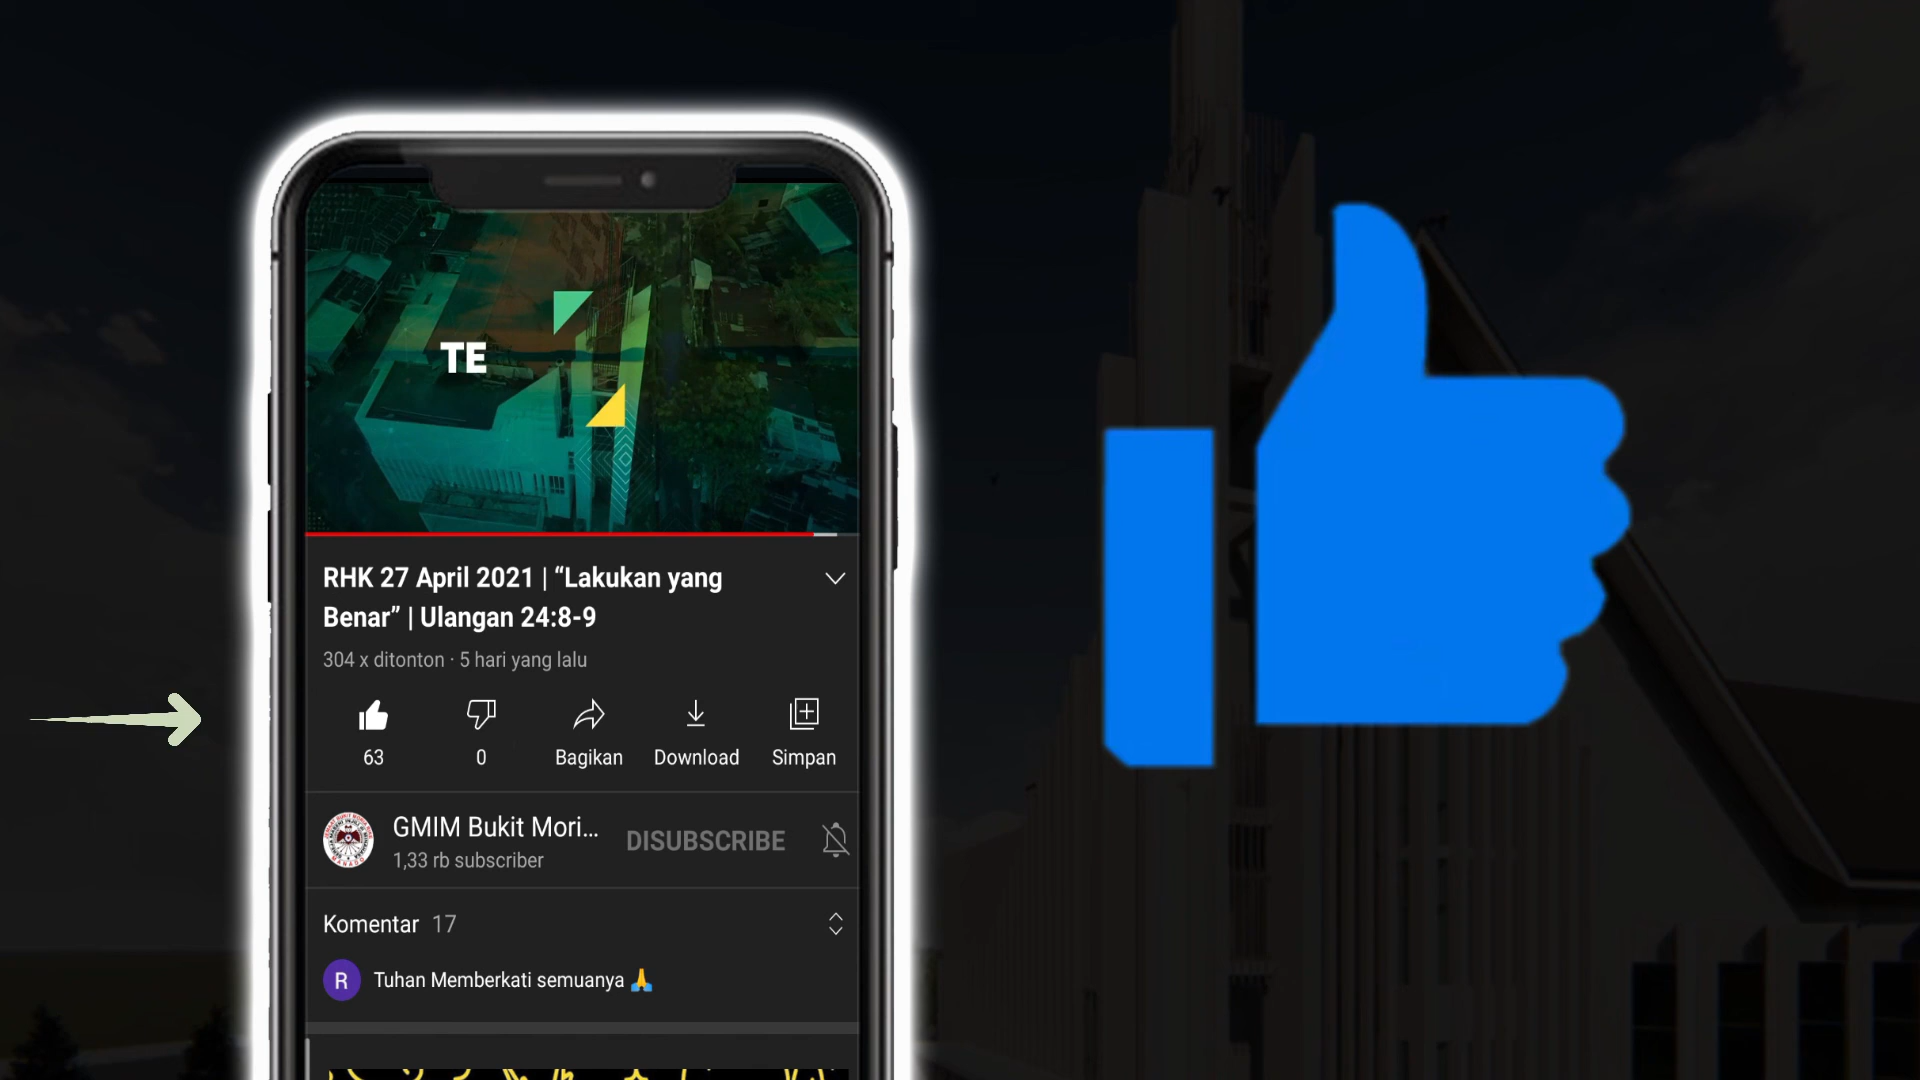 TE
RHK 27 April 2021 | “Lakukan yang
Benar” | Ulangan 24:8-9
304 x ditonton · 5 hari yang lalu
63
0
Bagikan
Download
Simpan
GMIM Bukit Mori...
DISUBSCRIBE
1,33 rb subscriber
Komentar 17
R
Tuhan Memberkati semuanya 🙏